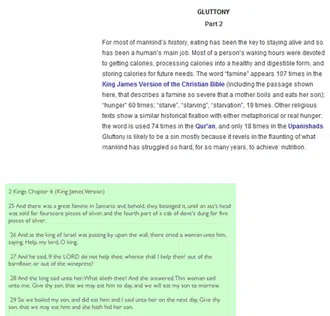 GLUTTONY
Part 2
For most of mankind's history, eating has been the key to staying alive and so
has been a human's main job. Most of a person's waking hours were devoted
to getting calories, processing calories into a healthy and digestible form, and
storing calories for future needs. The word "famine" appears 107 times in the
King James Version of the Christian Bible (including the passage shown
here, that describes a famine so severe that a mother boils and eats her son);
"hunger" 60 times; "starve", "starving", "starvation", 19 times. Other religious
texts show a similar historical fixation with either metaphorical or real hunger;
the word is used 74 times in the Qur'an, and only 18 times in the Upanishads.
Gluttony is likely to be a sin mostly because it revels in the flaunting of what
mankind has struggled so hard, for so many years, to achieve: nutrition.
2 Kings Chapter 6 (King James Version)
25 And there was a great famine in Samaria: and, behold, they besieged it, until an ass's head
was sold for fourscore pieces of silver, and the fourth part of a cab of dove's dung for five
pieces of silver.
26 And as the king of Israel was passing by upon the wall, there cried a woman unto him,
saying, Help, my lord, O king.
27 And he said, If the LORD do not help thee, whence shall I help thee? out of the
barnfloor, or out of the winepress?
28 And the king said unto her, What aileth thee? And she answered, This woman said
unto me, Give thy son, that we may eat him to day, and we will eat my son to morrow.
29 So we boiled my son, and did eat him: and I said unto her on the next day, Give thy
son, that we may eat him: and she hath hid her son.